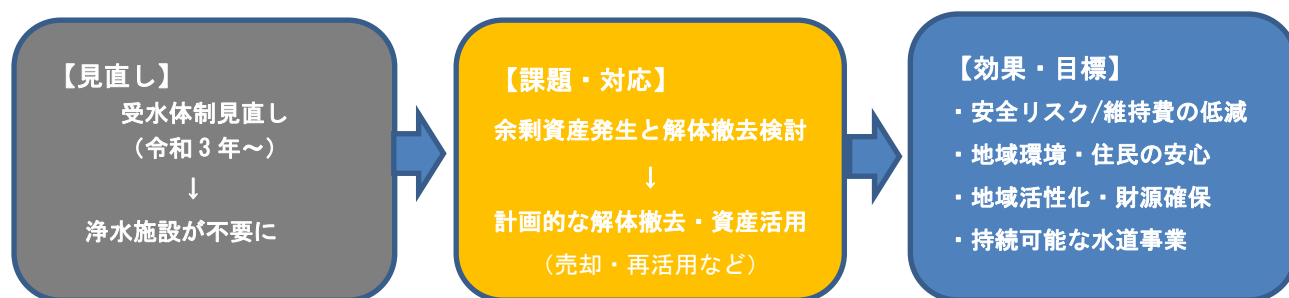 【見直し】
受水体制見直し
（令和３年～）
↓
浄水施設が不要に
【課題・対応】
余剰資産発生と解体撤去検討
↓
計画的な解体撤去・資産活用
（売却・再活用など）
【効果・目標】
・安全リスク/維持費の低減
・地域環境・住民の安心
・地域活性化・財源確保
・持続可能な水道事業